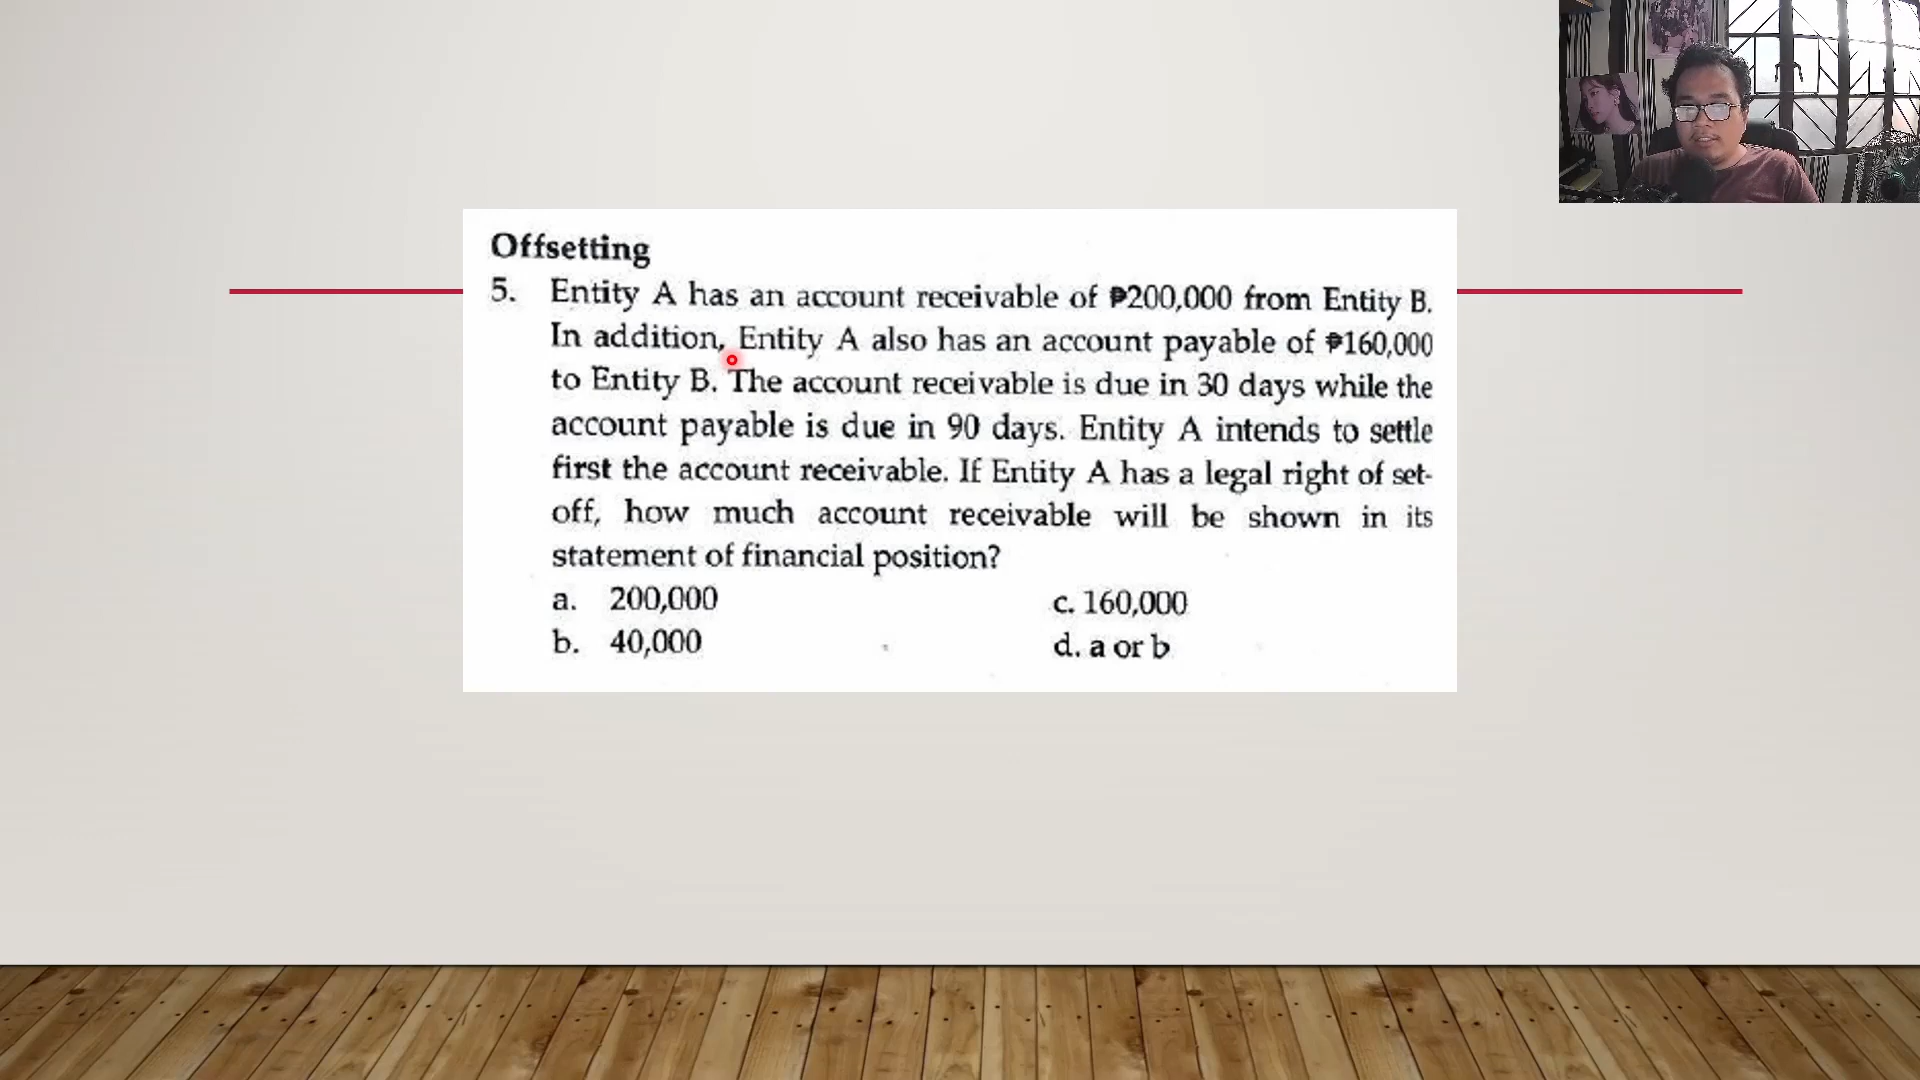 Offsetting
5. Entity A has an account receivable of ₱200,000 from Entity B.
In addition, Entity A also has an account payable of ₱160,000
to Entity B. The account receivable is due in 30 days while the
account payable is due in 90 days. Entity A intends to settle
first the account receivable. If Entity A has a legal right of set-
off, how much account receivable will be shown in its
statement of financial position?
a. 200,000 c. 160,000
b. 40,000 d. a or b